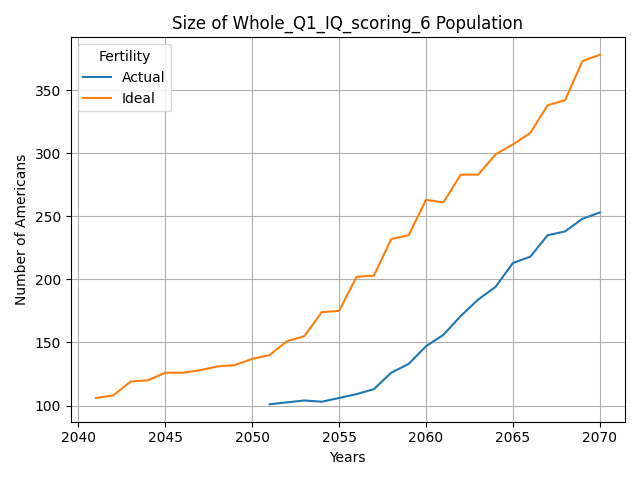 Size of Whole_Q1_IQ_scoring_6 Population
Fertility
Actual
Ideal
Number of Americans
350
300
250
200
150
100
2040 2045 2050 2055 2060 2065 2070
Years